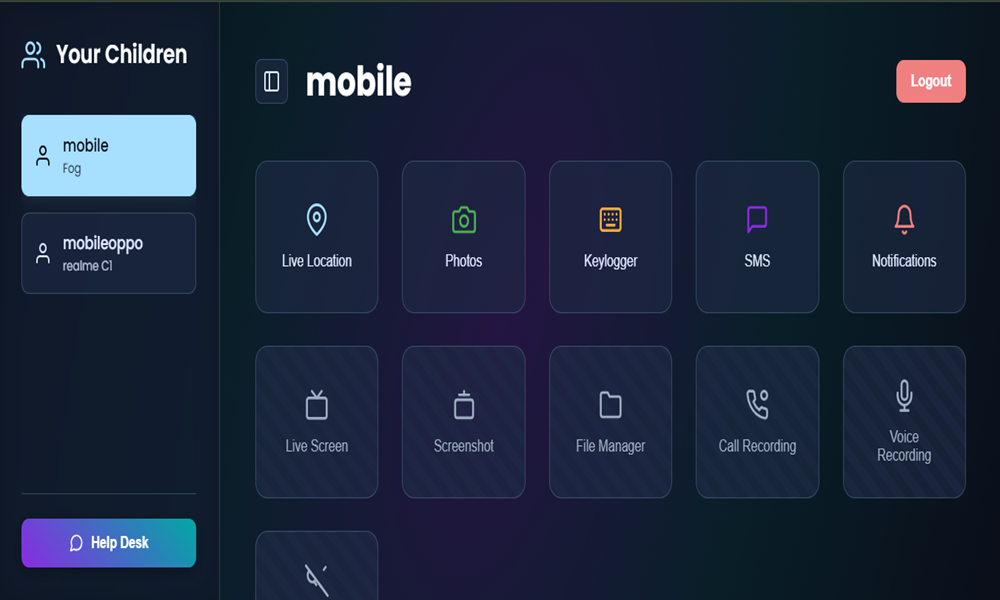 Your Children
mobile
Fog
mobileoppo
realme C1
Help Desk
mobile
Logout
Live Location
Photos
Keylogger
SMS
Notifications
Live Screen
Screenshot
File Manager
Call Recording
Voice
Recording